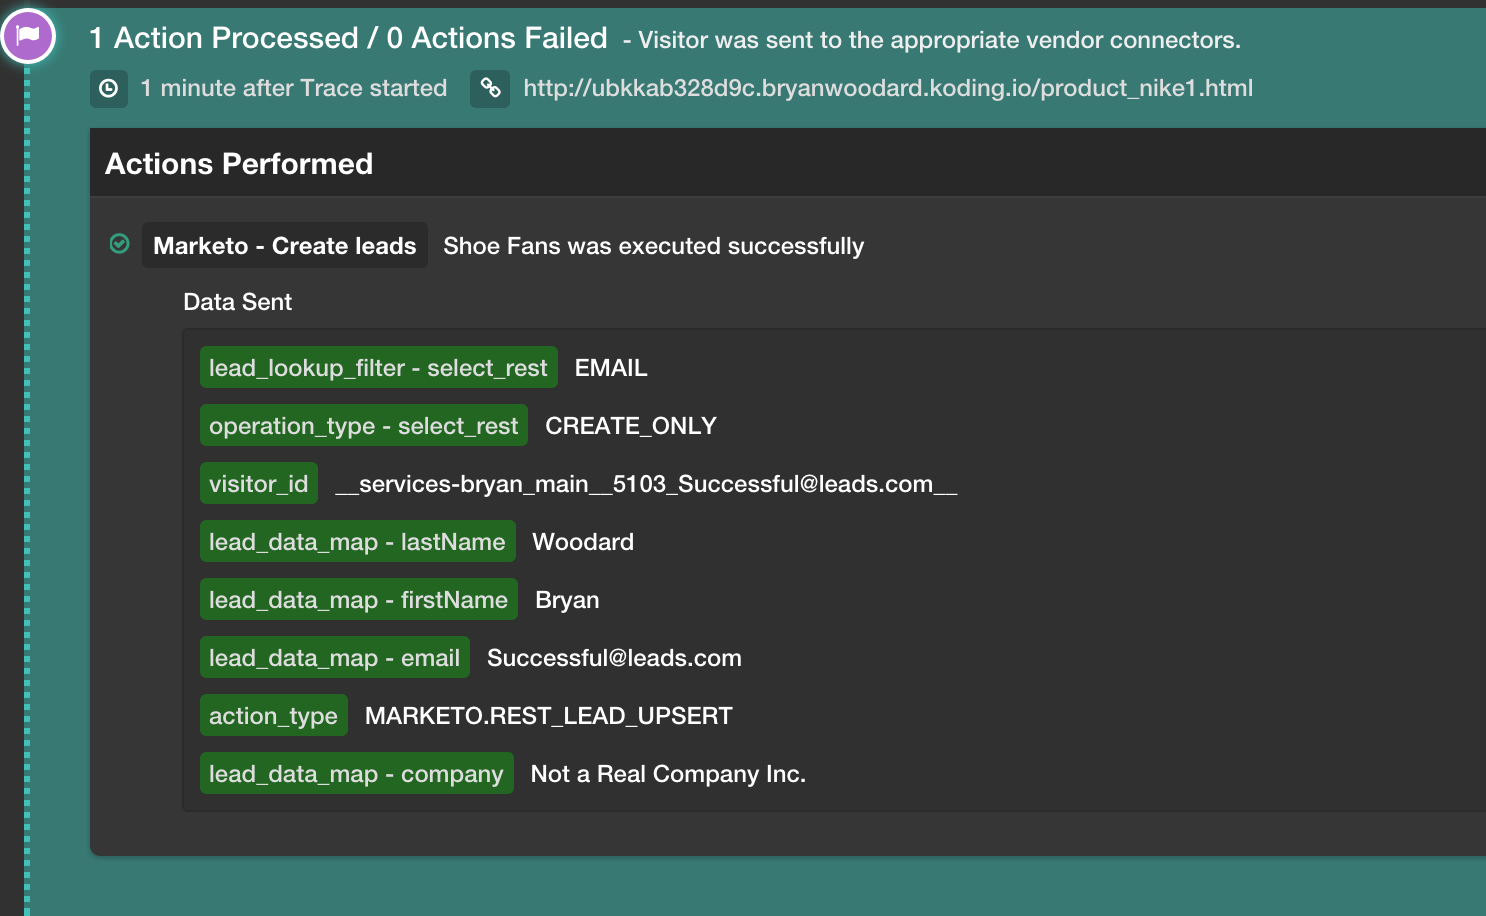 1 Action Processed / 0 Actions Failed - Visitor was sent to the appropriate vendor connectors.
1 minute after Trace started http://ubkkab328d9c.bryanwoodard.koding.io/product_nike1.html
Actions Performed
Marketo - Create leads Shoe Fans was executed successfully
Data Sent
lead_lookup_filter - select_rest EMAIL
operation_type - select_rest CREATE_ONLY
visitor_id __services-bryan_main__5103_Successful@leads.com__
lead_data_map - lastName Woodard
lead_data_map - firstName Bryan
lead_data_map - email Successful@leads.com
action_type MARKETO.REST_LEAD_UPSERT
lead_data_map - company Not a Real Company Inc.